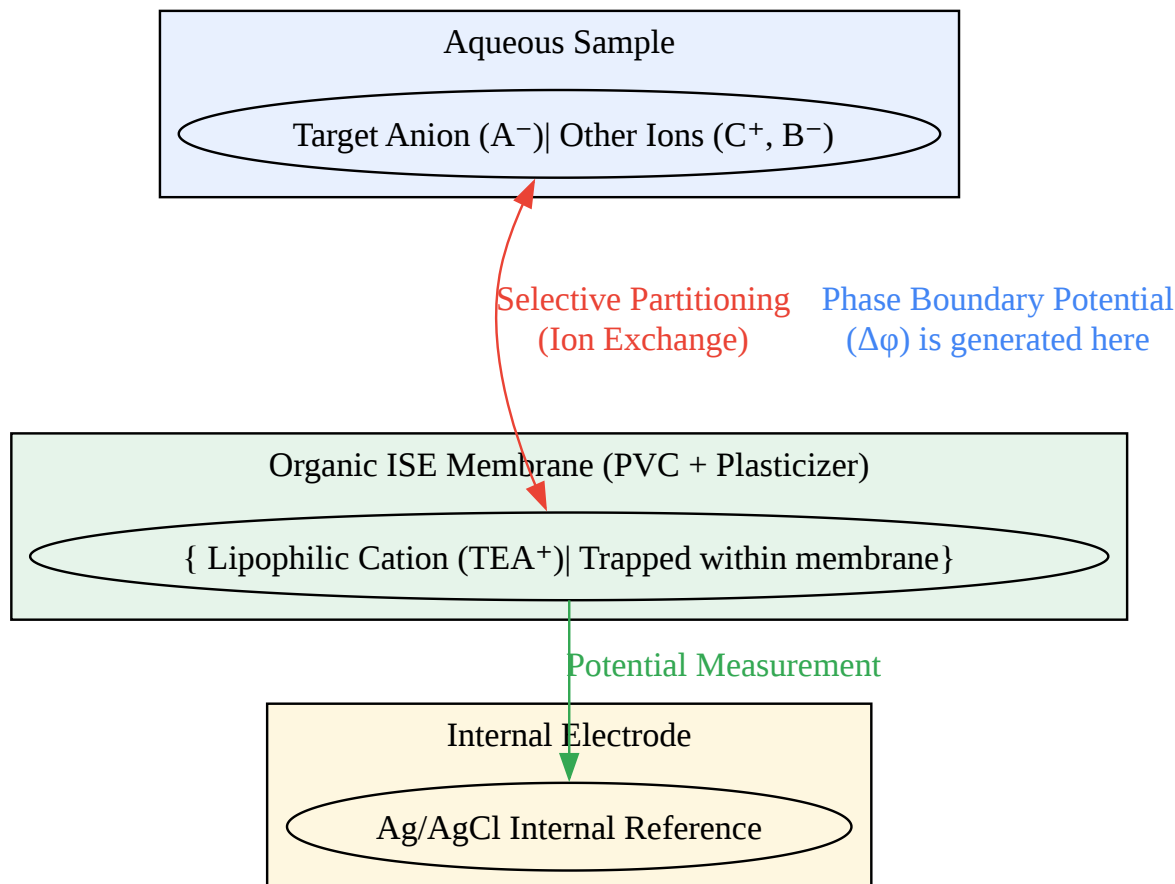 Aqueous Sample
Target Anion (A⁻)| Other Ions (C⁺, B⁻)
Selective Partitioning
(Ion Exchange)
Phase Boundary Potential
(Δφ) is generated here
Organic ISE Membrane (PVC + Plasticizer)
{ Lipophilic Cation (TEA⁺)| Trapped within membrane}
Potential Measurement
Internal Electrode
Ag/AgCl Internal Reference